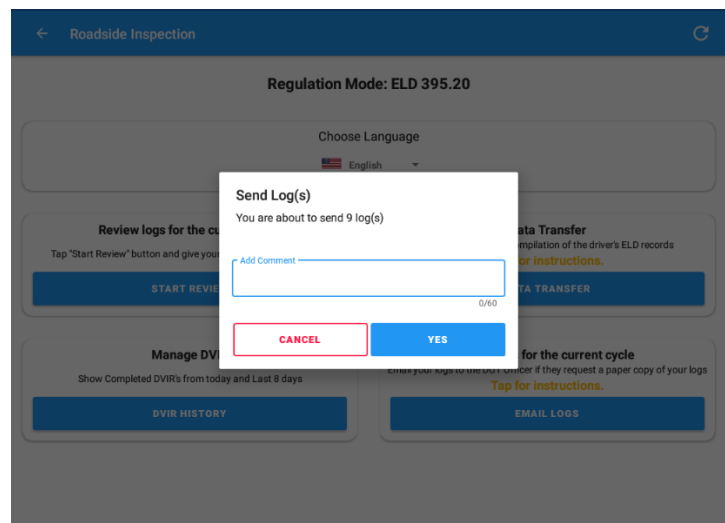 Roadside Inspection
Regulation Mode: ELD 395.20
Choose Language
English
Send Log(s)
You are about to send 9 log(s)
Add Comment
0/60
CANCEL
YES
Review logs for the cu
Tap "Start Review" button and give your
START REVIE
ata Transfer
mpilation of the driver's ELD records
or instructions.
TA TRANSFER
Manage DVI
Show Completed DVIR's from today and Last 8 days
DVIR HISTORY
for the current cycle
Email your logs to the DOT Officer if they request a paper copy of your logs
Tap for instructions.
EMAIL LOGS